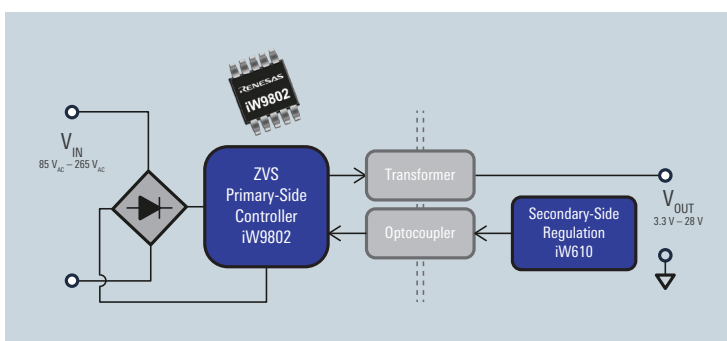 RENESAS
iW9802
V IN
85 V AC – 265 V AC
ZVS
Primary-Side
Controller
iW9802
Transformer
Optocoupler
Secondary-Side
Regulation
iW610
V OUT
3.3 V – 28 V